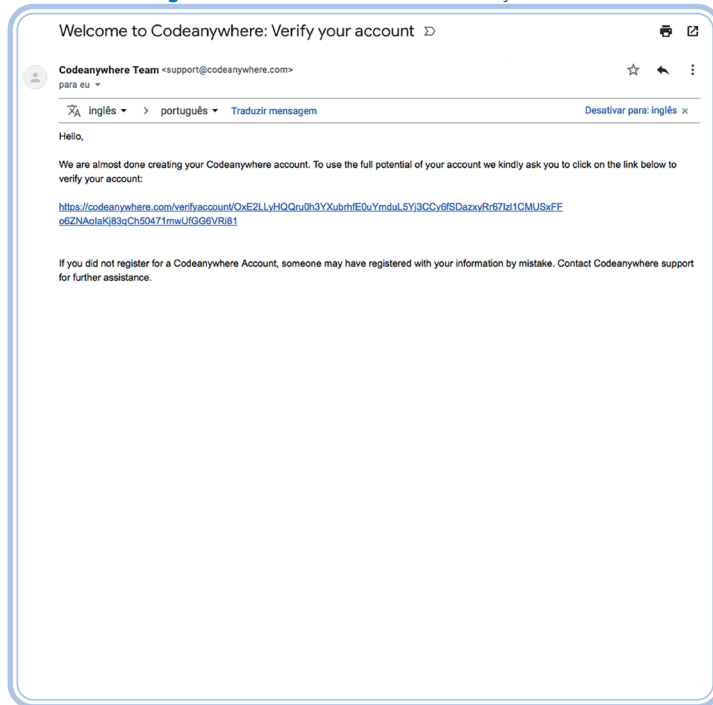 Welcome to Codeanywhere: Verify your account
Codeanywhere Team <support@codeanywhere.com>
para eu
inglês > português Traduzir mensagem Desativar para: inglês ×
Hello,
We are almost done creating your Codeanywhere account. To use the full potential of your account we kindly ask you to click on the link below to
verify your account:
https://codeanywhere.com/verifyaccount/OxE2LLyHQQru0h3YXubrhfE0uYmduL5Yj3CCy6fSDazxyRr67Izl1CMUSxFF
o6ZNAoIaKj83qCh50471mwUfGG6VRi81
If you did not register for a Codeanywhere Account, someone may have registered with your information by mistake. Contact Codeanywhere support
for further assistance.